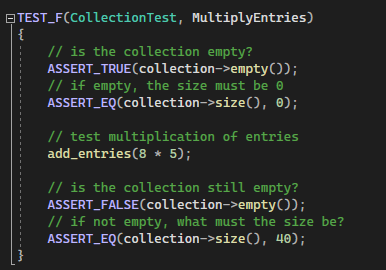 TEST_F(CollectionTest, MultiplyEntries)
{
// is the collection empty?
ASSERT_TRUE(collection->empty());
// if empty, the size must be 0
ASSERT_EQ(collection->size(), 0);
// test multiplication of entries
add_entries(8 * 5);
// is the collection still empty?
ASSERT_FALSE(collection->empty());
// if not empty, what must the size be?
ASSERT_EQ(collection->size(), 40);
}